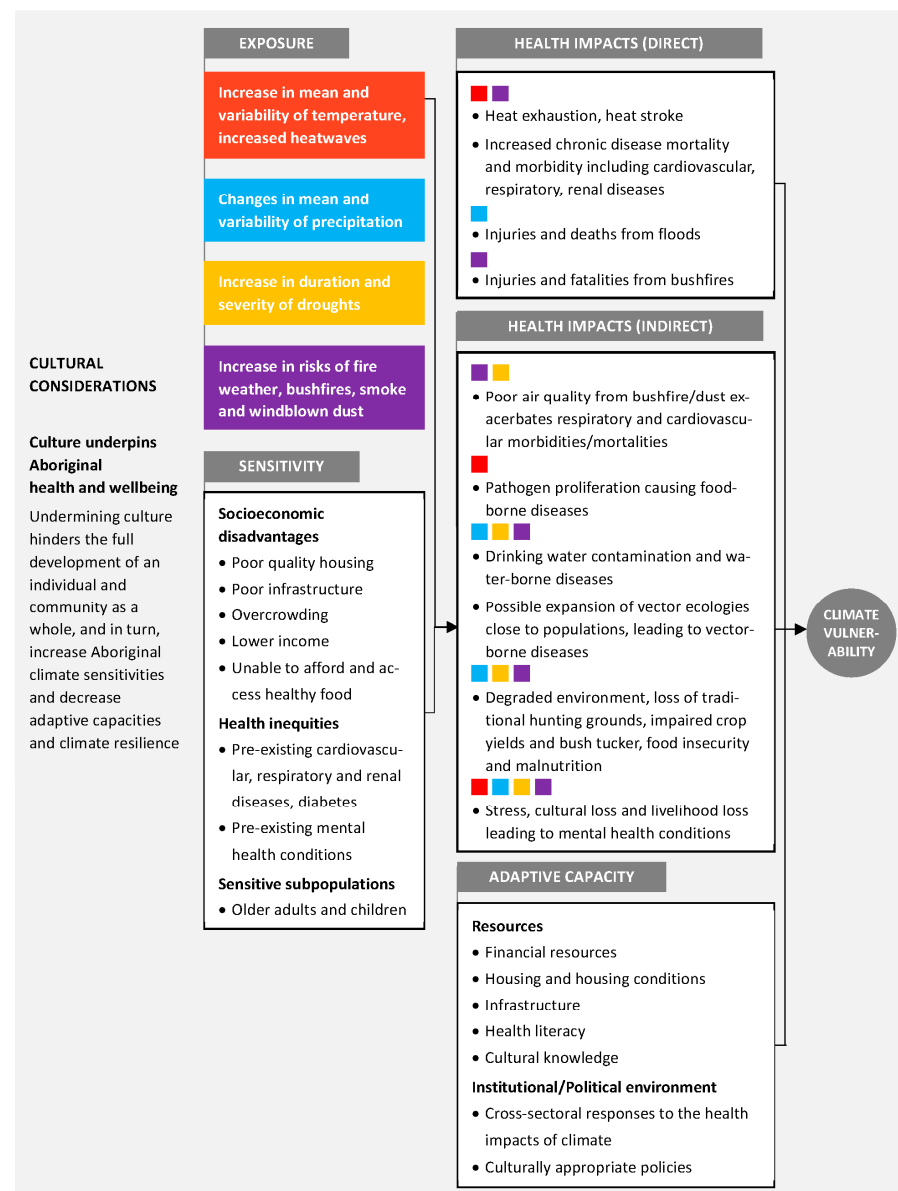 CULTURAL
CONSIDERATIONS
Culture underpins
Aboriginal
health and wellbeing
Undermining culture
hinders the full
development of an
individual and
community as a
whole, and in turn,
increase Aboriginal
climate sensitivities
and decrease
adaptive capacities
and climate resilience
EXPOSURE
Increase in mean and
variability of temperature,
increased heatwaves
Changes in mean and
variability of precipitation
Increase in duration and
severity of droughts
Increase in risks of fire
weather, bushfires, smoke
and windblown dust
SENSITIVITY
Socioeconomic
disadvantages
• Poor quality housing
• Poor infrastructure
• Overcrowding
• Lower income
• Unable to afford and ac-
cess healthy food
Health inequities
• Pre-existing cardiovascu-
lar, respiratory and renal
diseases, diabetes
• Pre-existing mental
health conditions
Sensitive subpopulations
• Older adults and children
HEALTH IMPACTS (DIRECT)
• Heat exhaustion, heat stroke
• Increased chronic disease mortality
and morbidity including cardiovascular,
respiratory, renal diseases
• Injuries and deaths from floods
• Injuries and fatalities from bushfires
HEALTH IMPACTS (INDIRECT)
• Poor air quality from bushfire/dust ex-
acerbates respiratory and cardiovascu-
lar morbidities/mortalities
• Pathogen proliferation causing food-
borne diseases
• Drinking water contamination and wa-
ter-borne diseases
• Possible expansion of vector ecologies
close to populations, leading to vector-
borne diseases
• Degraded environment, loss of tradi-
tional hunting grounds, impaired crop
yields and bush tucker, food insecurity
and malnutrition
• Stress, cultural loss and livelihood loss
leading to mental health conditions
ADAPTIVE CAPACITY
Resources
• Financial resources
• Housing and housing conditions
• Infrastructure
• Health literacy
• Cultural knowledge
Institutional/Political environment
• Cross-sectoral responses to the health
impacts of climate
• Culturally appropriate policies
CLIMATE
VULNER-
ABILITY